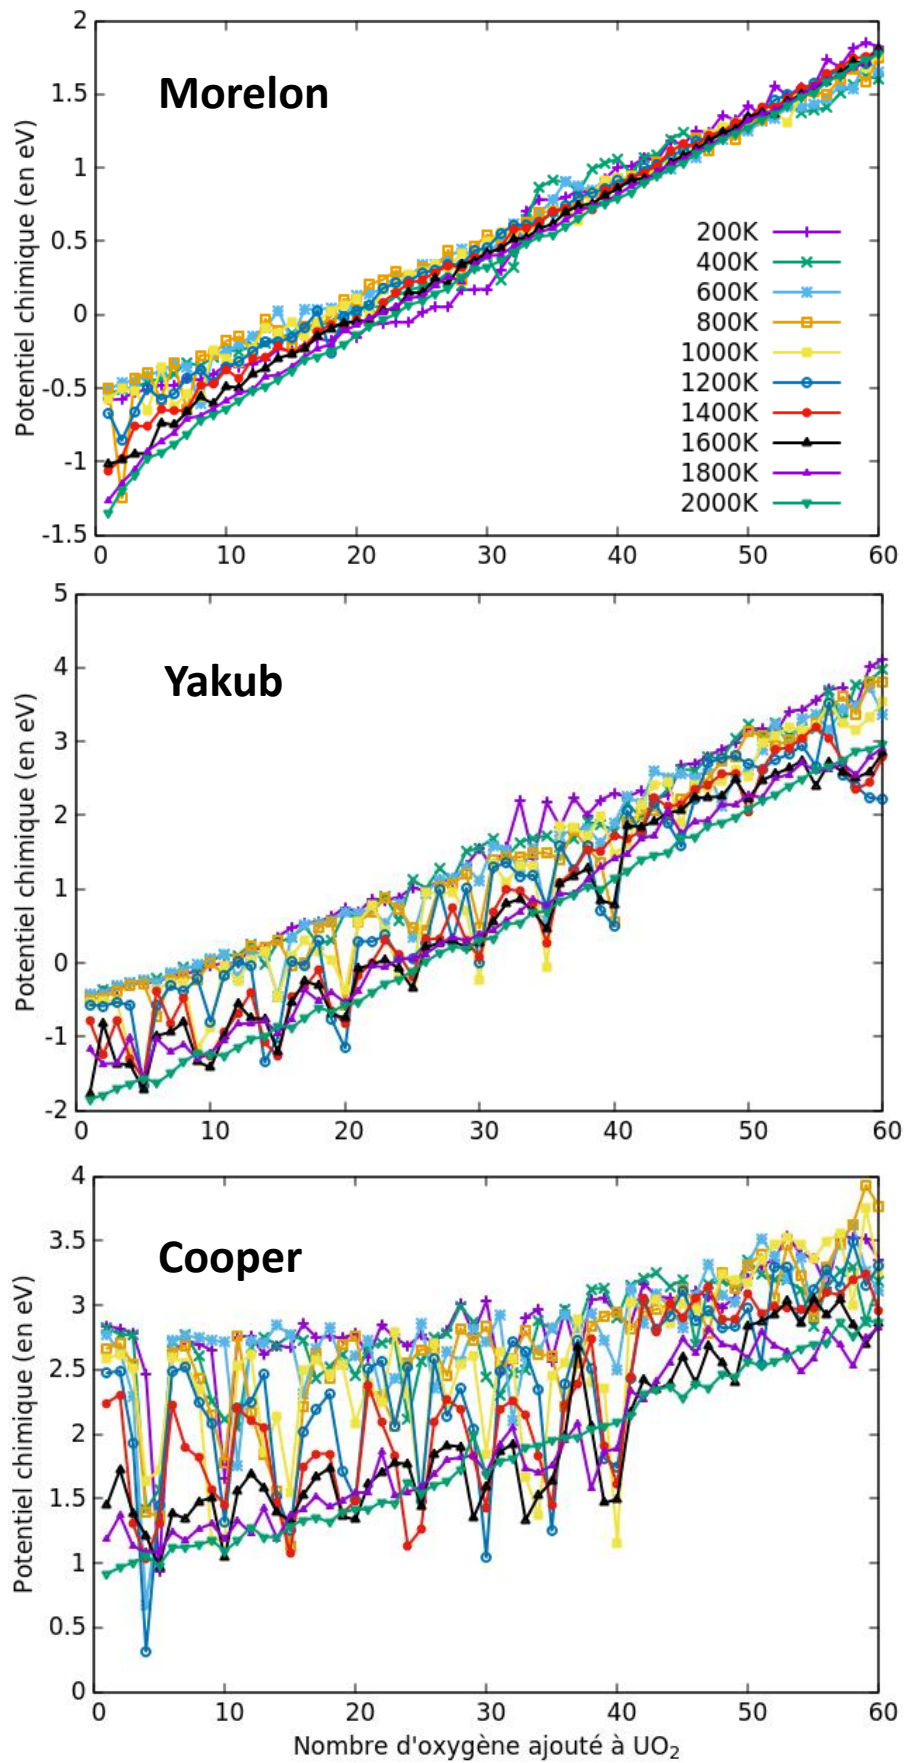 2
1.5
1
0.5
0
-0.5
-1
-1.5
Potentiel chimique (en eV)
Morelon
200K
400K
600K
800K
1000K
1200K
1400K
1600K
1800K
2000K
0 10 20 30 40 50 60
5
4
3
2
1
0
-1
-2
Potentiel chimique (en eV)
Yakub
0 10 20 30 40 50 60
4
3.5
3
2.5
2
1.5
1
0.5
0
Potentiel chimique (en eV)
Cooper
0 10 20 30 40 50 60
Nombre d'oxygène ajouté à UO₂